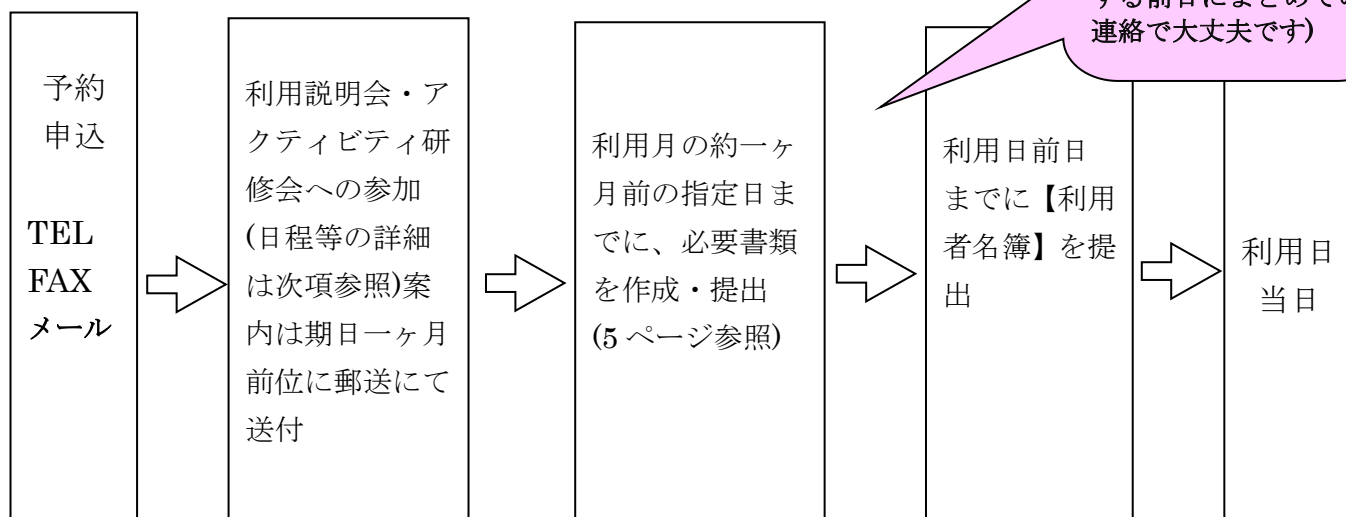 する前日にまとめての
連絡で大丈夫です)
予約
申込
TEL
FAX
メール
利用説明会・ア
クティビティ研
修会への参加
(日程等の詳細
は次項参照)案
内は期日一ヶ月
前位に郵送にて
送付
利用月の約一ヶ
月前の指定日ま
でに、必要書類
を作成・提出
(5 ページ参照)
利用日前日
までに【利用
者名簿】を提
出
利用日
当日